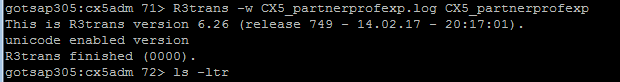 gotsap305:cx5adm 71> R3trans -w CX5_partnerprofexp.log CX5_partnerprofexp
This is R3trans version 6.26 (release 749 - 14.02.17 - 20:17:01).
unicode enabled version
R3trans finished (0000).
gotsap305:cx5adm 72> ls -ltr